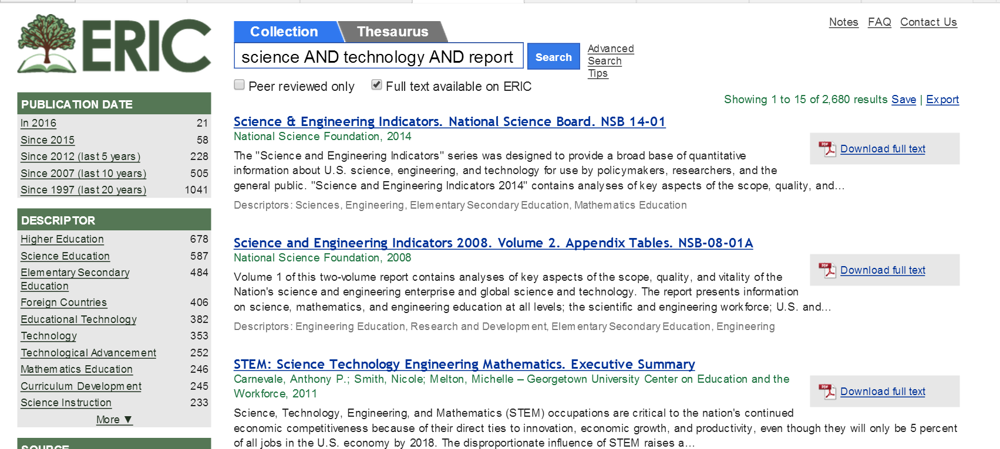 ERIC
Collection
Thesaurus
Notes FAQ Contact Us
science AND technology AND report
Search
Advanced
Search
Tips
Peer reviewed only
Full text available on ERIC
Showing 1 to 15 of 2,680 results Save | Export
PUBLICATION DATE
In 2016 21
Since 2015 58
Since 2012 (last 5 years) 228
Since 2007 (last 10 years) 505
Since 1997 (last 20 years) 1041
DESCRIPTOR
Higher Education 678
Science Education 587
Elementary Secondary 484
Education
Foreign Countries 406
Educational Technology 382
Technology 353
Technological Advancement 252
Mathematics Education 246
Curriculum Development 245
Science Instruction 233
More ▼
SOURCE
Science & Engineering Indicators. National Science Board. NSB 14-01
National Science Foundation, 2014
PDF Download full text
The "Science and Engineering Indicators" series was designed to provide a broad base of quantitative
information about U.S. science, engineering, and technology for use by policymakers, researchers, and the
general public. "Science and Engineering Indicators 2014" contains analyses of key aspects of the scope, quality, and...
Descriptors: Sciences, Engineering, Elementary Secondary Education, Mathematics Education
Science and Engineering Indicators 2008. Volume 2. Appendix Tables. NSB-08-01A
National Science Foundation, 2008
PDF Download full text
Volume 1 of this two-volume report contains analyses of key aspects of the scope, quality, and vitality of the
Nation's science and engineering enterprise and global science and technology. The report presents information
on science, mathematics, and engineering education at all levels; the scientific and engineering workforce; U.S. and...
Descriptors: Engineering Education, Research and Development, Elementary Secondary Education, Engineering
STEM: Science Technology Engineering Mathematics. Executive Summary
Carnevale, Anthony P.; Smith, Nicole; Melton, Michelle – Georgetown University Center on Education and the
Workforce, 2011
PDF Download full text
Science, Technology, Engineering, and Mathematics (STEM) occupations are critical to the nation's continued
economic competitiveness because of their direct ties to innovation, economic growth, and productivity, even though they will only be 5 percent
of all jobs in the U.S. economy by 2018. The disproportionate influence of STEM raises a...